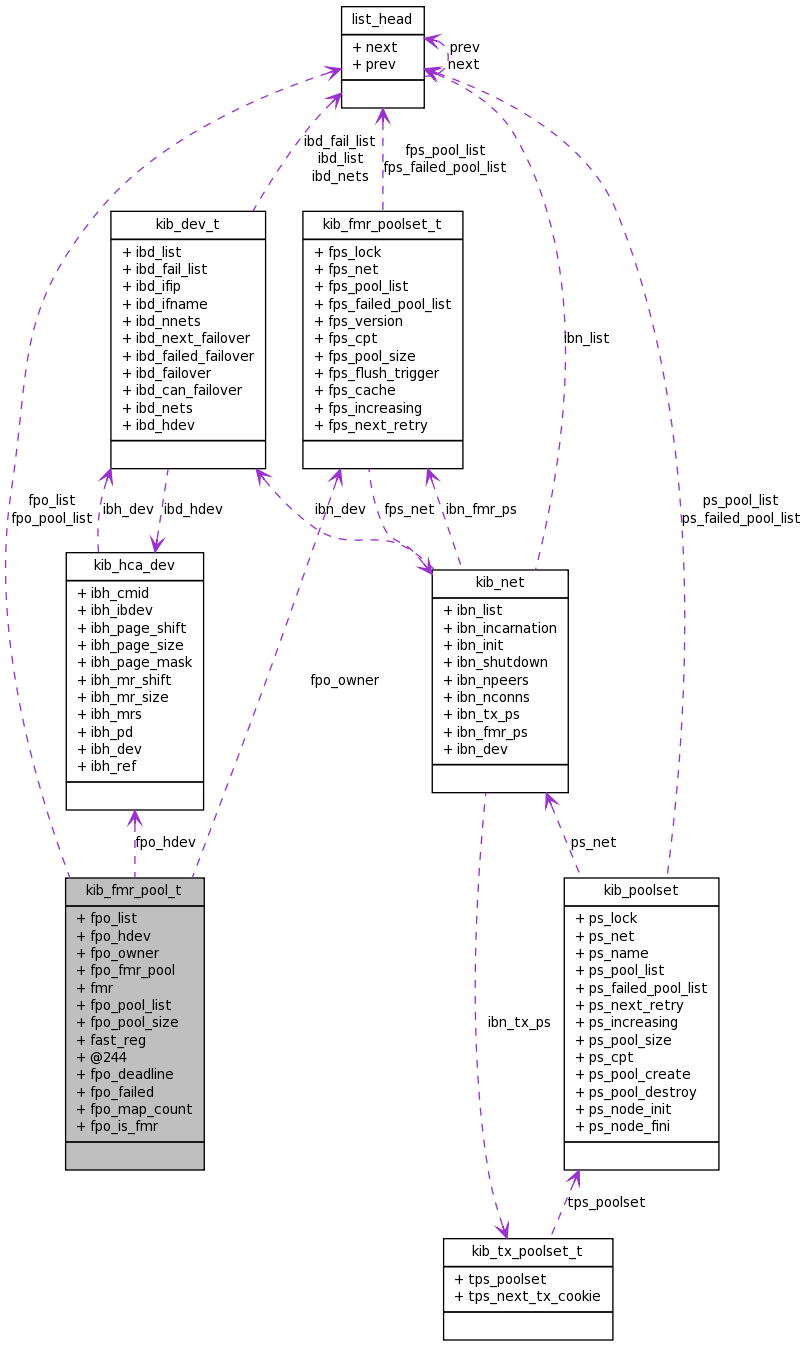 list_head
+ next
+ prev
prev
next
ibd_fail_list
ibd_list
ibd_nets
fps_pool_list
fps_failed_pool_list
kib_dev_t
+ ibd_list
+ ibd_fail_list
+ ibd_ifip
+ ibd_ifname
+ ibd_nnets
+ ibd_next_failover
+ ibd_failed_failover
+ ibd_failover
+ ibd_can_failover
+ ibd_nets
+ ibd_hdev
kib_fmr_poolset_t
+ fps_lock
+ fps_net
+ fps_pool_list
+ fps_failed_pool_list
+ fps_version
+ fps_cpt
+ fps_pool_size
+ fps_flush_trigger
+ fps_cache
+ fps_increasing
+ fps_next_retry
ibn_list
fpo_list
fpo_pool_list
ibh_dev
ibd_hdev
ibn_dev
fps_net
ibn_fmr_ps
ps_pool_list
ps_failed_pool_list
kib_hca_dev
+ ibh_cmid
+ ibh_ibdev
+ ibh_page_shift
+ ibh_page_size
+ ibh_page_mask
+ ibh_mr_shift
+ ibh_mr_size
+ ibh_mrs
+ ibh_pd
+ ibh_dev
+ ibh_ref
fpo_owner
kib_net
+ ibn_list
+ ibn_incarnation
+ ibn_init
+ ibn_shutdown
+ ibn_npeers
+ ibn_nconns
+ ibn_tx_ps
+ ibn_fmr_ps
+ ibn_dev
fpo_hdev
ps_net
kib_fmr_pool_t
+ fpo_list
+ fpo_hdev
+ fpo_owner
+ fpo_fmr_pool
+ fmr
+ fpo_pool_list
+ fpo_pool_size
+ fast_reg
+ @244
+ fpo_deadline
+ fpo_failed
+ fpo_map_count
+ fpo_is_fmr
ibn_tx_ps
kib_poolset
+ ps_lock
+ ps_net
+ ps_name
+ ps_pool_list
+ ps_failed_pool_list
+ ps_next_retry
+ ps_increasing
+ ps_pool_size
+ ps_cpt
+ ps_pool_create
+ ps_pool_destroy
+ ps_node_init
+ ps_node_fini
tps_poolset
kib_tx_poolset_t
+ tps_poolset
+ tps_next_tx_cookie